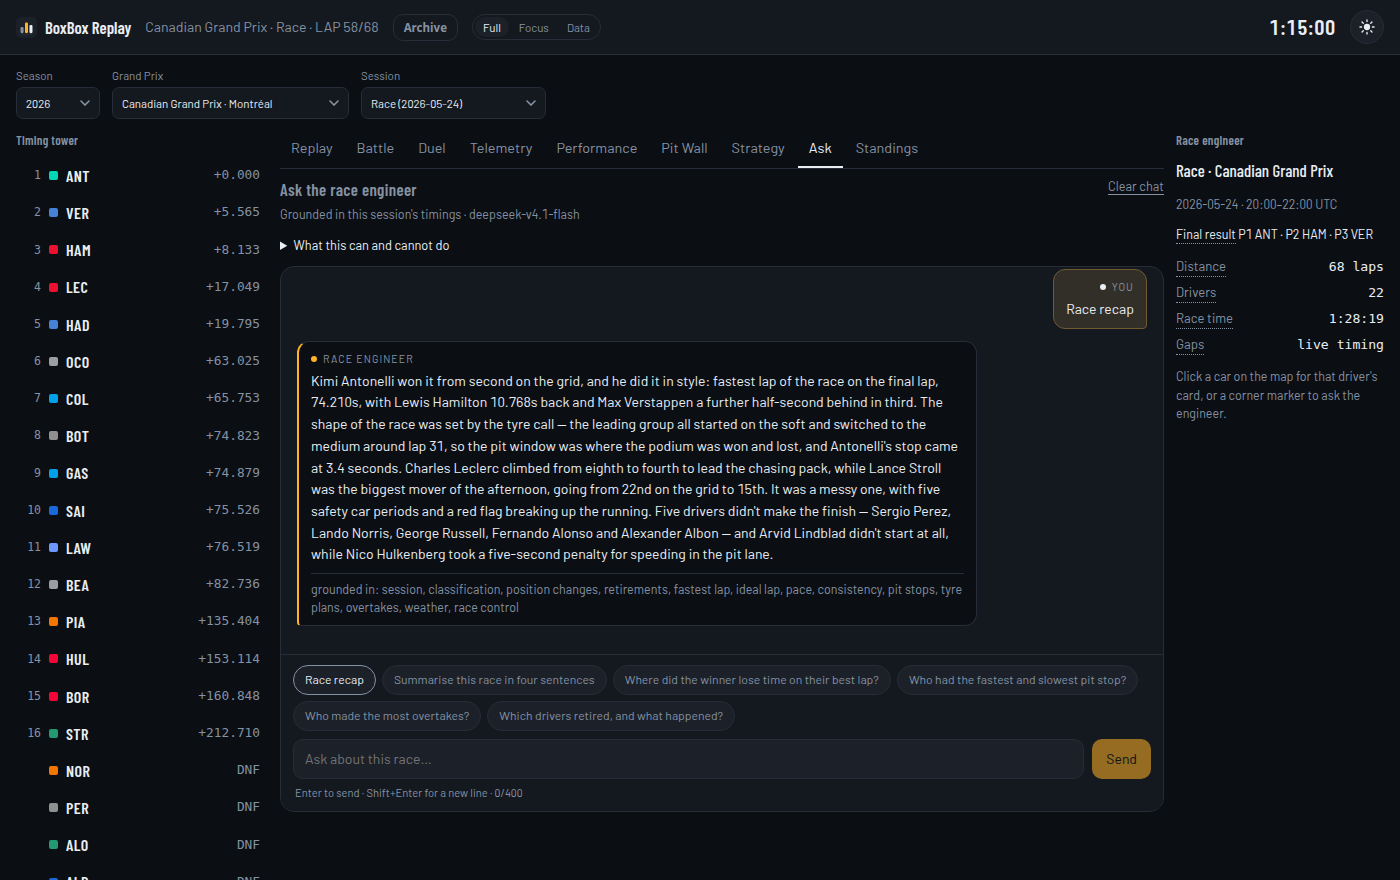 BoxBox Replay Canadian Grand Prix · Race · LAP 58/68 Archive Full Focus Data 1:15:00
Season Grand Prix Session
2026 Canadian Grand Prix · Montréal Race (2026-05-24)
Timing tower
1 ANT +0.000
2 VER +5.565
3 HAM +8.133
4 LEC +17.049
5 HAD +19.795
6 OCO +63.025
7 COL +65.753
8 BOT +74.823
9 GAS +74.879
10 SAI +75.526
11 LAW +76.519
12 BEA +82.736
13 PIA +135.404
14 HUL +153.114
15 BOR +160.848
16 STR +212.710
NOR DNF
PER DNF
ALO DNF
ALB DNF
Replay Battle Duel Telemetry Performance Pit Wall Strategy Ask Standings
Ask the race engineer Clear chat
Grounded in this session's timings · deepseek-v4.1-flash
What this can and cannot do
YOU
Race recap
RACE ENGINEER
Kimi Antonelli won it from second on the grid, and he did it in style: fastest lap of the race on the final lap,
74.210s, with Lewis Hamilton 10.768s back and Max Verstappen a further half-second behind in third. The
shape of the race was set by the tyre call — the leading group all started on the soft and switched to the
medium around lap 31, so the pit window was where the podium was won and lost, and Antonelli's stop came
at 3.4 seconds. Charles Leclerc climbed from eighth to fourth to lead the chasing pack, while Lance Stroll
was the biggest mover of the afternoon, going from 22nd on the grid to 15th. It was a messy one, with five
safety car periods and a red flag breaking up the running. Five drivers didn't make the finish — Sergio Perez,
Lando Norris, George Russell, Fernando Alonso and Alexander Albon — and Arvid Lindblad didn't start at all,
while Nico Hulkenberg took a five-second penalty for speeding in the pit lane.
grounded in: session, classification, position changes, retirements, fastest lap, ideal lap, pace, consistency, pit stops, tyre
plans, overtakes, weather, race control
Race recap Summarise this race in four sentences Where did the winner lose time on their best lap? Who had the fastest and slowest pit stop?
Who made the most overtakes? Which drivers retired, and what happened?
Ask about this race... Send
Enter to send · Shift+Enter for a new line · 0/400
Race engineer
Race · Canadian Grand Prix
2026-05-24 · 20:00–22:00 UTC
Final result P1 ANT · P2 HAM · P3 VER
Distance 68 laps
Drivers 22
Race time 1:28:19
Gaps live timing
Click a car on the map for that driver's
card, or a corner marker to ask the
engineer.